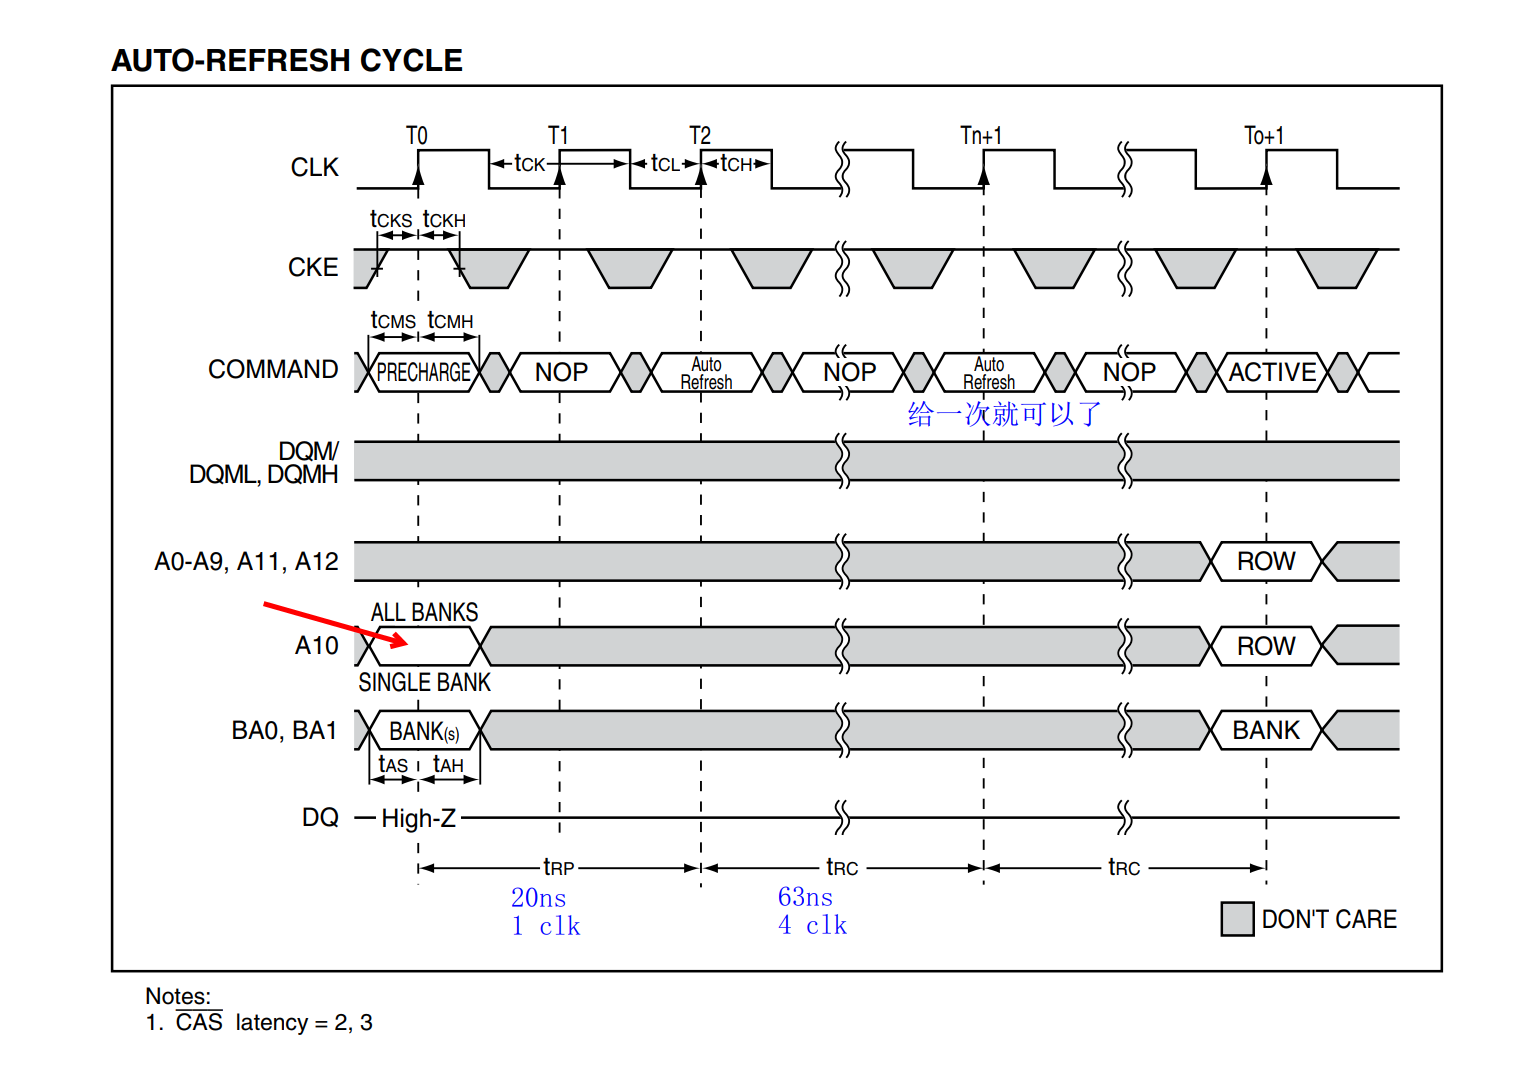 AUTO-REFRESH CYCLE
T0 T1 T2 Tn+1 To+1
CLK tCK tCL tCH
tCKS tCKH
CKE
tCMS tCMH
COMMAND PRECHARGE NOP Auto Refresh NOP Auto Refresh NOP ACTIVE
给一次就可以了
DQM/
DQML, DQMH
A0-A9, A11, A12 ROW
ALL BANKS
A10 ROW
SINGLE BANK
BA0, BA1 BANK(s) BANK
tAS tAH
DQ High-Z
tRP tRC tRC
20ns 63ns
1 clk 4 clk
DON'T CARE
Notes:
1. CAS latency = 2, 3